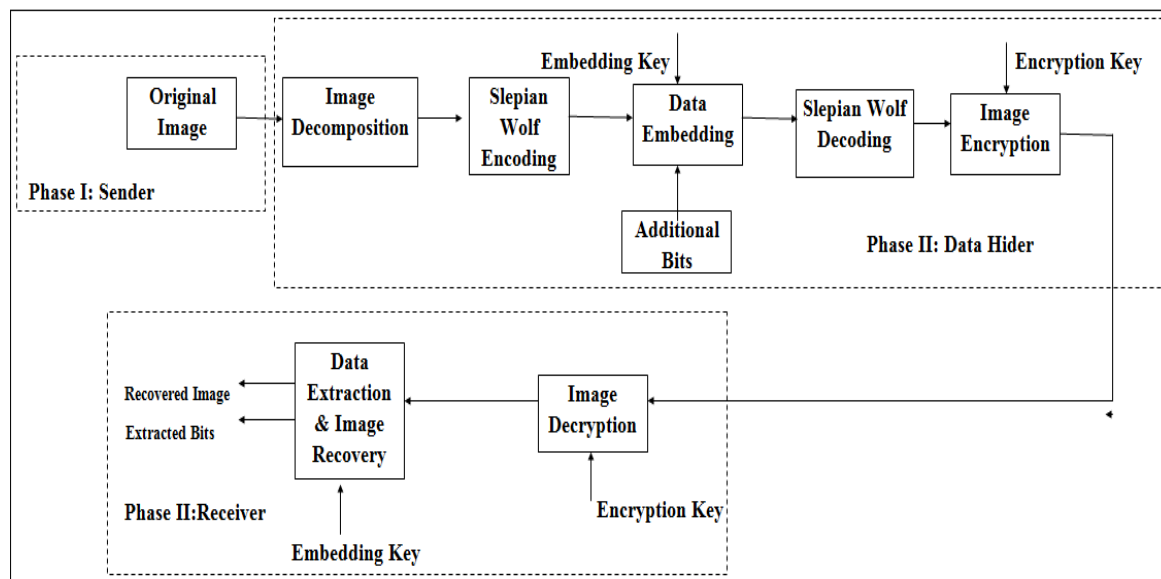 Embedding Key
Encryption Key
Original
Image
Image
Decomposition
Slepian
Wolf
Encoding
Data
Embedding
Slepian Wolf
Decoding
Image
Encryption
Phase I: Sender
Additional
Bits
Phase II: Data Hider
Data
Extraction
& Image
Recovery
Image
Decryption
Recovered Image
Extracted Bits
Phase II:Receiver
Encryption Key
Embedding Key